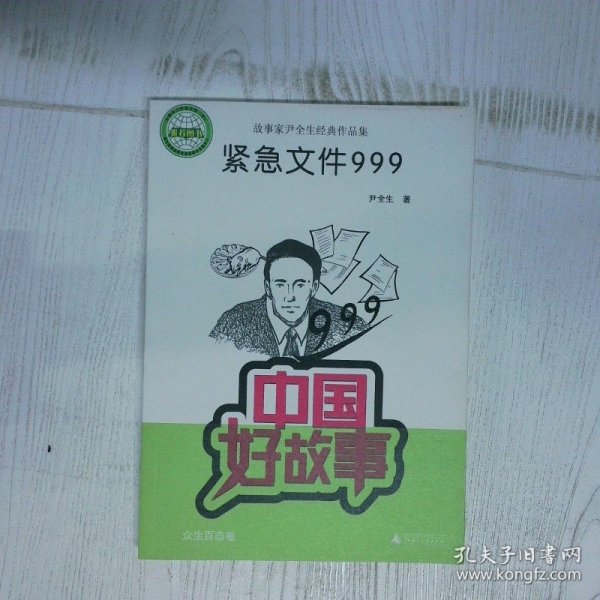 推荐图书
故事家尹全生经典作品集
紧急文件999
尹全生 著
999
中国
好故事
众生百态卷
孔夫子旧书网
www.kongfz.com